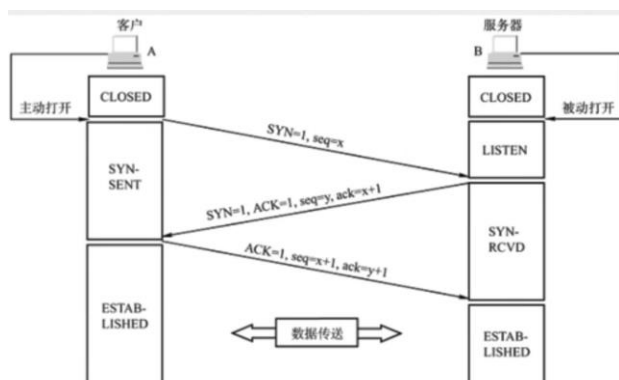 客户
服务器
A
B
CLOSED
CLOSED
主动打开
被动打开
SYN=1, seq=x
LISTEN
SYN-
SENT
SYN=1, ACK=1, seq=y, ack=x+1
SYN-
RCVD
ACK=1, seq=x+1, ack=y+1
ESTAB-
LISHED
数据传送
ESTAB-
LISHED